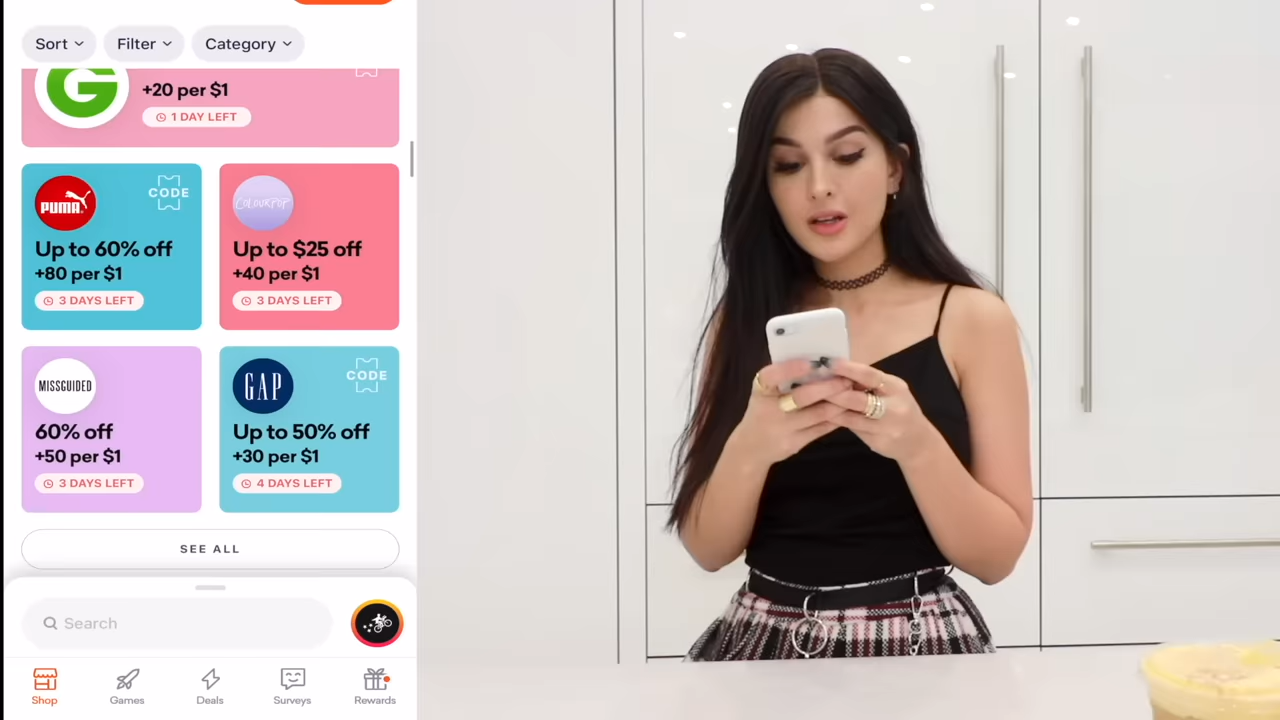 Sort
Filter
Category
G
+20 per $1
1 DAY LEFT
PUMA
CODE
Up to 60% off
+80 per $1
3 DAYS LEFT
COLOURPOP
Up to $25 off
+40 per $1
3 DAYS LEFT
MISSGUIDED
60% off
+50 per $1
3 DAYS LEFT
GAP
CODE
Up to 50% off
+30 per $1
4 DAYS LEFT
SEE ALL
Search
Shop
Games
Deals
Surveys
Rewards